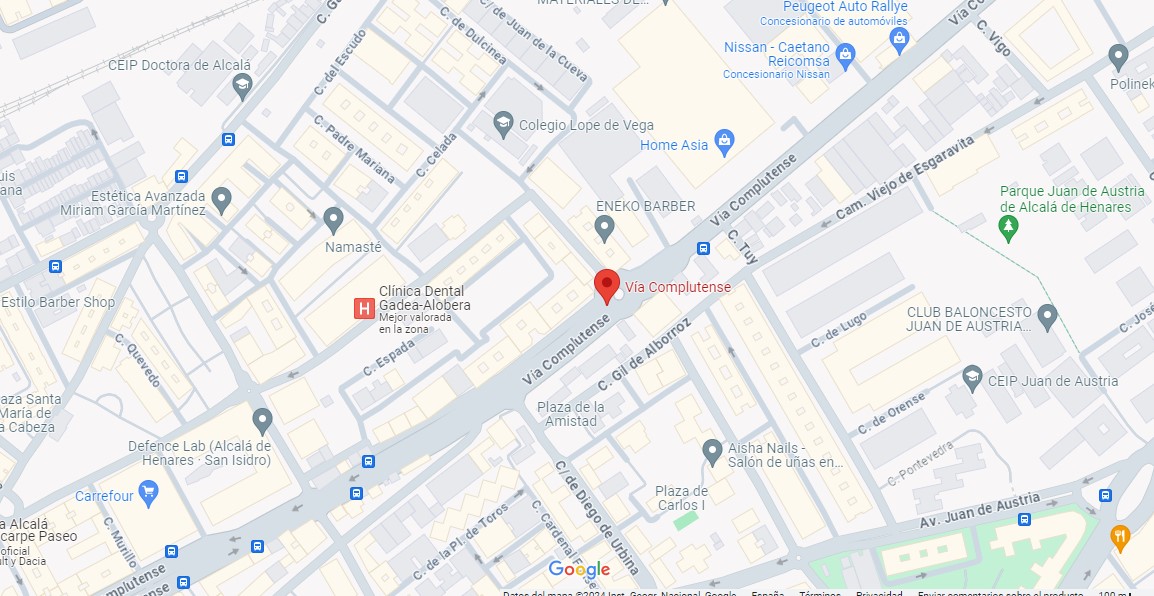 C. de Dulcinea
C/ de Juan de la Cueva
Peugeot Auto Rallye
Concesionario de automóviles
C. Vigo
CEIP Doctora de Alcalá
C. del Escudo
Nissan - Caetano
Reicomsa
Concesionario Nissan
Polinek
Colegio Lope de Vega
C. Padre Mariana
C. Celada
Home Asia
Vía Complutense
Cam. Viejo de Esgaravita
Estética Avanzada
Miriam García Martínez
Parque Juan de Austria
de Alcalá de Henares
ENEKO BARBER
Namasté
C. Tuy
Vía Complutense
Clínica Dental
Gadea-Alobera
Mejor valorada
en la zona
Estilo Barber Shop
CLUB BALONCESTO
JUAN DE AUSTRIA...
C. de Lugo
C. José
Vía Complutense
C. Gil de Alborroz
C. Espada
C. Quevedo
CEIP Juan de Austria
aza Santa
María de
a Cabeza
Plaza de la
Amistad
C. de Orense
Defence Lab (Alcalá de
Henares - San Isidro)
Aisha Nails -
Salón de uñas en...
C. Pontevedra
Carrefour
Plaza de
Carlos I
C/ de Diego de Urbina
C. de la Pl. de Toros
C. Cardenal
Av. Juan de Austria
a Alcalá
carpe Paseo
oficial
ult y Dacia
C. Murillo
mplutense
Google
Datos del mapa ©2024 Inst. Geogr. Nacional, Google
España
Términos
Privacidad
Enviar comentarios sobre el producto
100 m